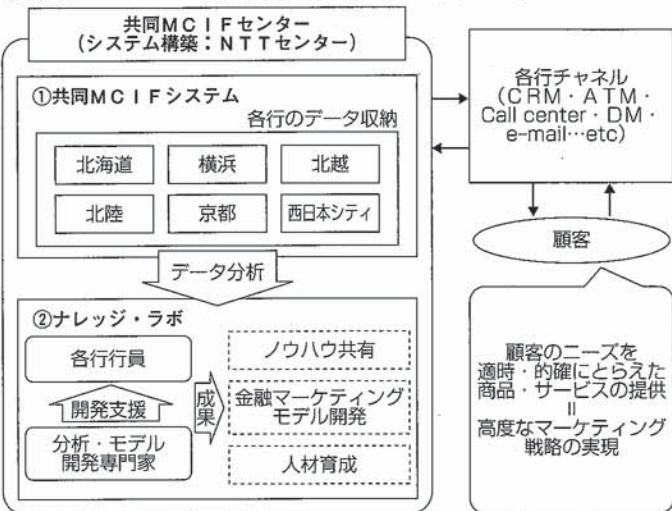 共同ＭＣＩＦセンター
(システム構築：ＮＴＴセンター)
①共同ＭＣＩＦシステム
各行のデータ収納
北海道
横浜
北越
北陸
京都
西日本シティ
データ分析
②ナレッジ・ラボ
各行行員
開発支援
分析・モデル
開発専門家
成果
ノウハウ共有
金融マーケティング
モデル開発
人材育成
各行チャネル
(ＣＲＭ・ＡＴＭ・
Call center・ＤＭ・
e-mail…etc)
顧客
顧客のニーズを
適時・的確にとらえた
商品・サービスの提供
＝
高度なマーケティング
戦略の実現